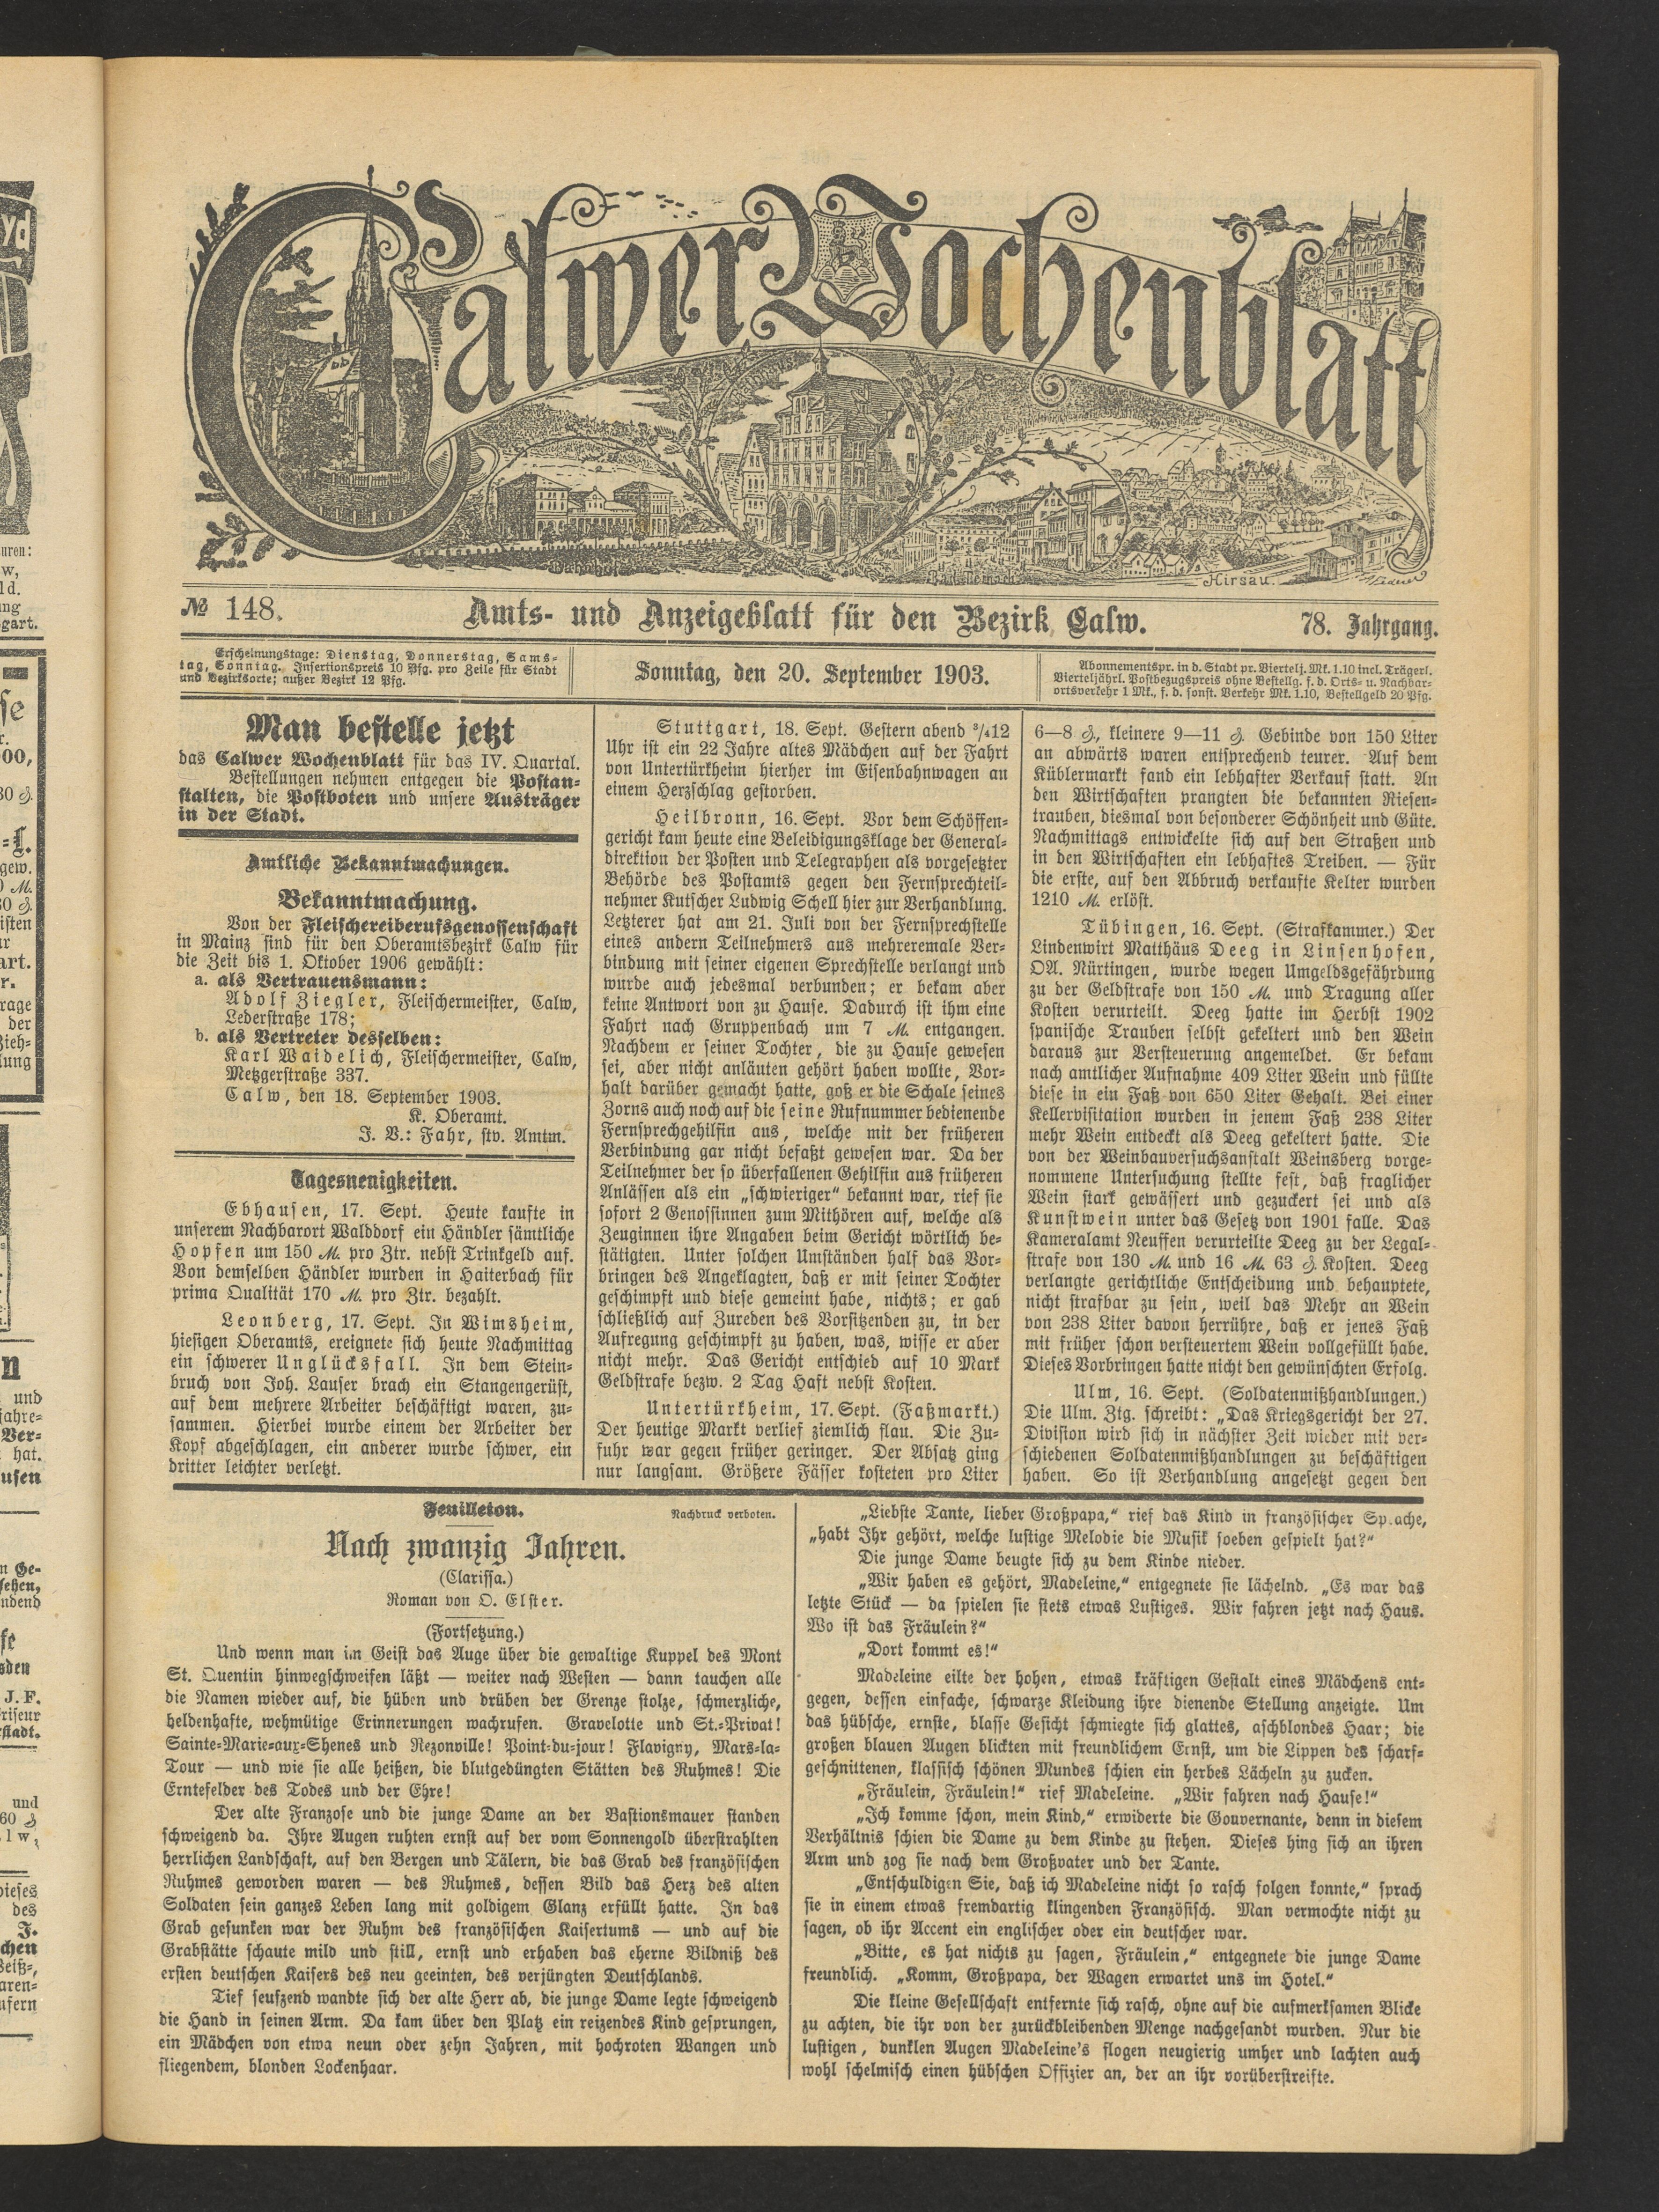 Calwer Wochenblatt
Bahnhof
Hirsau.
№ 148.
Amts- und Anzeigeblatt für den Bezirk Calw.
78. Jahrgang.
Erscheinungstage: Dienstag, Donnerstag, Sams-
tag, Sonntag. Insertionspreis 10 Pfg. pro Zeile für Stadt
und Bezirksorte; außer Bezirk 12 Pfg.
Sonntag, den 20. September 1903.
Abonnementspr. in d. Stadt pr. Viertelj. Mk. 1.10 incl. Trägerl.
Vierteljährl. Postbezugspreis ohne Bestellg. f. d. Orts- u. Nachbar-
ortsverkehr 1 Mk., f. d. sonst. Verkehr Mk. 1.10, Bestellgeld 20 Pfg.
Man bestelle jetzt
das Calwer Wochenblatt für das IV. Quartal.
Bestellungen nehmen entgegen die Postan-
stalten, die Postboten und unsere Austräger
in der Stadt.
Amtliche Bekanntmachungen.
Bekanntmachung.
Von der Fleischereiberufsgenossenschaft
in Mainz sind für den Oberamtsbezirk Calw für
die Zeit bis 1. Oktober 1906 gewählt:
a. als Vertrauensmann:
Adolf Ziegler, Fleischermeister, Calw,
Lederstraße 178;
b. als Vertreter desselben:
Karl Waidelich, Fleischermeister, Calw,
Metzgerstraße 337.
Calw, den 18. September 1903.
K. Oberamt.
J. V.: Fahr, stv. Amtm.
Tagesneuigkeiten.
Ebhausen, 17. Sept. Heute kaufte in
unserem Nachbarort Walddorf ein Händler sämtliche
Hopfen um 150 M. pro Ztr. nebst Trinkgeld auf.
Von demselben Händler wurden in Haiterbach für
prima Qualität 170 M. pro Ztr. bezahlt.
Leonberg, 17. Sept. In Wimsheim,
hiesigen Oberamts, ereignete sich heute Nachmittag
ein schwerer Unglücksfall. In dem Stein-
bruch von Joh. Lauser brach ein Stangengerüst,
auf dem mehrere Arbeiter beschäftigt waren, zu-
sammen. Hierbei wurde einem der Arbeiter der
Kopf abgeschlagen, ein anderer wurde schwer, ein
dritter leichter verletzt.
Stuttgart, 18. Sept. Gestern abend ³/₄12
Uhr ist ein 22 Jahre altes Mädchen auf der Fahrt
von Untertürkheim hierher im Eisenbahnwagen an
einem Herzschlag gestorben.
Heilbronn, 16. Sept. Vor dem Schöffen-
gericht kam heute eine Beleidigungsklage der General-
direktion der Posten und Telegraphen als vorgesetzter
Behörde des Postamts gegen den Fernsprechteil-
nehmer Kutscher Ludwig Schell hier zur Verhandlung.
Letzterer hat am 21. Juli von der Fernsprechstelle
eines andern Teilnehmers aus mehreremale Ver-
bindung mit seiner eigenen Sprechstelle verlangt und
wurde auch jedesmal verbunden; er bekam aber
keine Antwort von zu Hause. Dadurch ist ihm eine
Fahrt nach Gruppenbach um 7 M. entgangen.
Nachdem er seiner Tochter, die zu Hause gewesen
sei, aber nicht anläuten gehört haben wollte, Vor-
halt darüber gemacht hatte, goß er die Schale seines
Zorns auch noch auf die seine Rufnummer bedienende
Fernsprechgehilfin aus, welche mit der früheren
Verbindung gar nicht befaßt gewesen war. Da der
Teilnehmer der so überfallenen Gehilfin aus früheren
Anlässen als ein „schwieriger“ bekannt war, rief sie
sofort 2 Genossinnen zum Mithören auf, welche als
Zeuginnen ihre Angaben beim Gericht wörtlich be-
stätigten. Unter solchen Umständen half das Vor-
bringen des Angeklagten, daß er mit seiner Tochter
geschimpft und diese gemeint habe, nichts; er gab
schließlich auf Zureden des Vorsitzenden zu, in der
Aufregung geschimpft zu haben, was, wisse er aber
nicht mehr. Das Gericht entschied auf 10 Mark
Geldstrafe bezw. 2 Tag Haft nebst Kosten.
Untertürkheim, 17. Sept. (Faßmarkt.)
Der heutige Markt verlief ziemlich flau. Die Zu-
fuhr war gegen früher geringer. Der Absatz ging
nur langsam. Größere Fässer kosteten pro Liter
6—8 ₰, kleinere 9—11 ₰. Gebinde von 150 Liter
an abwärts waren entsprechend teurer. Auf dem
Küblermarkt fand ein lebhafter Verkauf statt. An
den Wirtschaften prangten die bekannten Riesen-
trauben, diesmal von besonderer Schönheit und Güte.
Nachmittags entwickelte sich auf den Straßen und
in den Wirtschaften ein lebhaftes Treiben. — Für
die erste, auf den Abbruch verkaufte Kelter wurden
1210 M. erlöst.
Tübingen, 16. Sept. (Strafkammer.) Der
Lindenwirt Matthäus Deeg in Linsenhofen,
OA. Nürtingen, wurde wegen Umgeldsgefährdung
zu der Geldstrafe von 150 M. und Tragung aller
Kosten verurteilt. Deeg hatte im Herbst 1902
spanische Trauben selbst gekeltert und den Wein
daraus zur Versteuerung angemeldet. Er bekam
nach amtlicher Aufnahme 409 Liter Wein und füllte
diese in ein Faß von 650 Liter Gehalt. Bei einer
Kellervisitation wurden in jenem Faß 238 Liter
mehr Wein entdeckt als Deeg gekeltert hatte. Die
von der Weinbauversuchsanstalt Weinsberg vorge-
nommene Untersuchung stellte fest, daß fraglicher
Wein stark gewässert und gezuckert sei und als
Kunstwein unter das Gesetz von 1901 falle. Das
Kameralamt Neuffen verurteilte Deeg zu der Legal-
strafe von 130 M. und 16 M. 63 ₰ Kosten. Deeg
verlangte gerichtliche Entscheidung und behauptete,
nicht strafbar zu sein, weil das Mehr an Wein
von 238 Liter davon herrühre, daß er jenes Faß
mit früher schon versteuertem Wein vollgefüllt habe.
Dieses Vorbringen hatte nicht den gewünschten Erfolg.
Ulm, 16. Sept. (Soldatenmißhandlungen.)
Die Ulm. Ztg. schreibt: „Das Kriegsgericht der 27.
Division wird sich in nächster Zeit wieder mit ver-
schiedenen Soldatenmißhandlungen zu beschäftigen
haben. So ist Verhandlung angesetzt gegen den
Feuilleton.
Nachdruck verboten.
Nach zwanzig Jahren.
(Clarissa.)
Roman von O. Elster.
(Fortsetzung.)
Und wenn man im Geist das Auge über die gewaltige Kuppel des Mont
St. Quentin hinwegschweifen läßt — weiter nach Westen — dann tauchen alle
die Namen wieder auf, die hüben und drüben der Grenze stolze, schmerzliche,
heldenhafte, wehmütige Erinnerungen wachrufen. Gravelotte und St.-Privat!
Sainte-Marie-aux-Shenes und Rezonville! Point-du-jour! Flavigny, Mars-la-
Tour — und wie sie alle heißen, die blutgedüngten Stätten des Ruhmes! Die
Erntefelder des Todes und der Ehre!
Der alte Franzose und die junge Dame an der Bastionsmauer standen
schweigend da. Ihre Augen ruhten ernst auf der vom Sonnengold überstrahlten
herrlichen Landschaft, auf den Bergen und Tälern, die das Grab des französischen
Ruhmes geworden waren — des Ruhmes, dessen Bild das Herz des alten
Soldaten sein ganzes Leben lang mit goldigem Glanz erfüllt hatte. In das
Grab gesunken war der Ruhm des französischen Kaisertums — und auf die
Grabstätte schaute mild und still, ernst und erhaben das eherne Bildniß des
ersten deutschen Kaisers des neu geeinten, des verjüngten Deutschlands.
Tief seufzend wandte sich der alte Herr ab, die junge Dame legte schweigend
die Hand in seinen Arm. Da kam über den Platz ein reizendes Kind gesprungen,
ein Mädchen von etwa neun oder zehn Jahren, mit hochroten Wangen und
fliegendem, blonden Lockenhaar.
„Liebste Tante, lieber Großpapa,“ rief das Kind in französischer Sp ache,
„habt Ihr gehört, welche lustige Melodie die Musik soeben gespielt hat?“
Die junge Dame beugte sich zu dem Kinde nieder.
„Wir haben es gehört, Madeleine,“ entgegnete sie lächelnd. „Es war das
letzte Stück — da spielen sie stets etwas Lustiges. Wir fahren jetzt nach Haus.
Wo ist das Fräulein?“
„Dort kommt es!“
Madeleine eilte der hohen, etwas kräftigen Gestalt eines Mädchens ent-
gegen, dessen einfache, schwarze Kleidung ihre dienende Stellung anzeigte. Um
das hübsche, ernste, blasse Gesicht schmiegte sich glattes, aschblondes Haar; die
großen blauen Augen blickten mit freundlichem Ernst, um die Lippen des scharf-
geschnittenen, klassisch schönen Mundes schien ein herbes Lächeln zu zucken.
„Fräulein, Fräulein!“ rief Madeleine. „Wir fahren nach Hause!“
„Ich komme schon, mein Kind,“ erwiderte die Gouvernante, denn in diesem
Verhältnis schien die Dame zu dem Kinde zu stehen. Dieses hing sich an ihren
Arm und zog sie nach dem Großvater und der Tante.
„Entschuldigen Sie, daß ich Madeleine nicht so rasch folgen konnte,“ sprach
sie in einem etwas fremdartig klingenden Französisch. Man vermochte nicht zu
sagen, ob ihr Accent ein englischer oder ein deutscher war.
„Bitte, es hat nichts zu sagen, Fräulein,“ entgegnete die junge Dame
freundlich. „Komm, Großpapa, der Wagen erwartet uns im Hotel.“
Die kleine Gesellschaft entfernte sich rasch, ohne auf die aufmerksamen Blicke
zu achten, die ihr von der zurückbleibenden Menge nachgesandt wurden. Nur die
lustigen, dunklen Augen Madeleine's flogen neugierig umher und lachten auch
wohl schelmisch einen hübschen Offizier an, der an ihr vorüberstreifte.